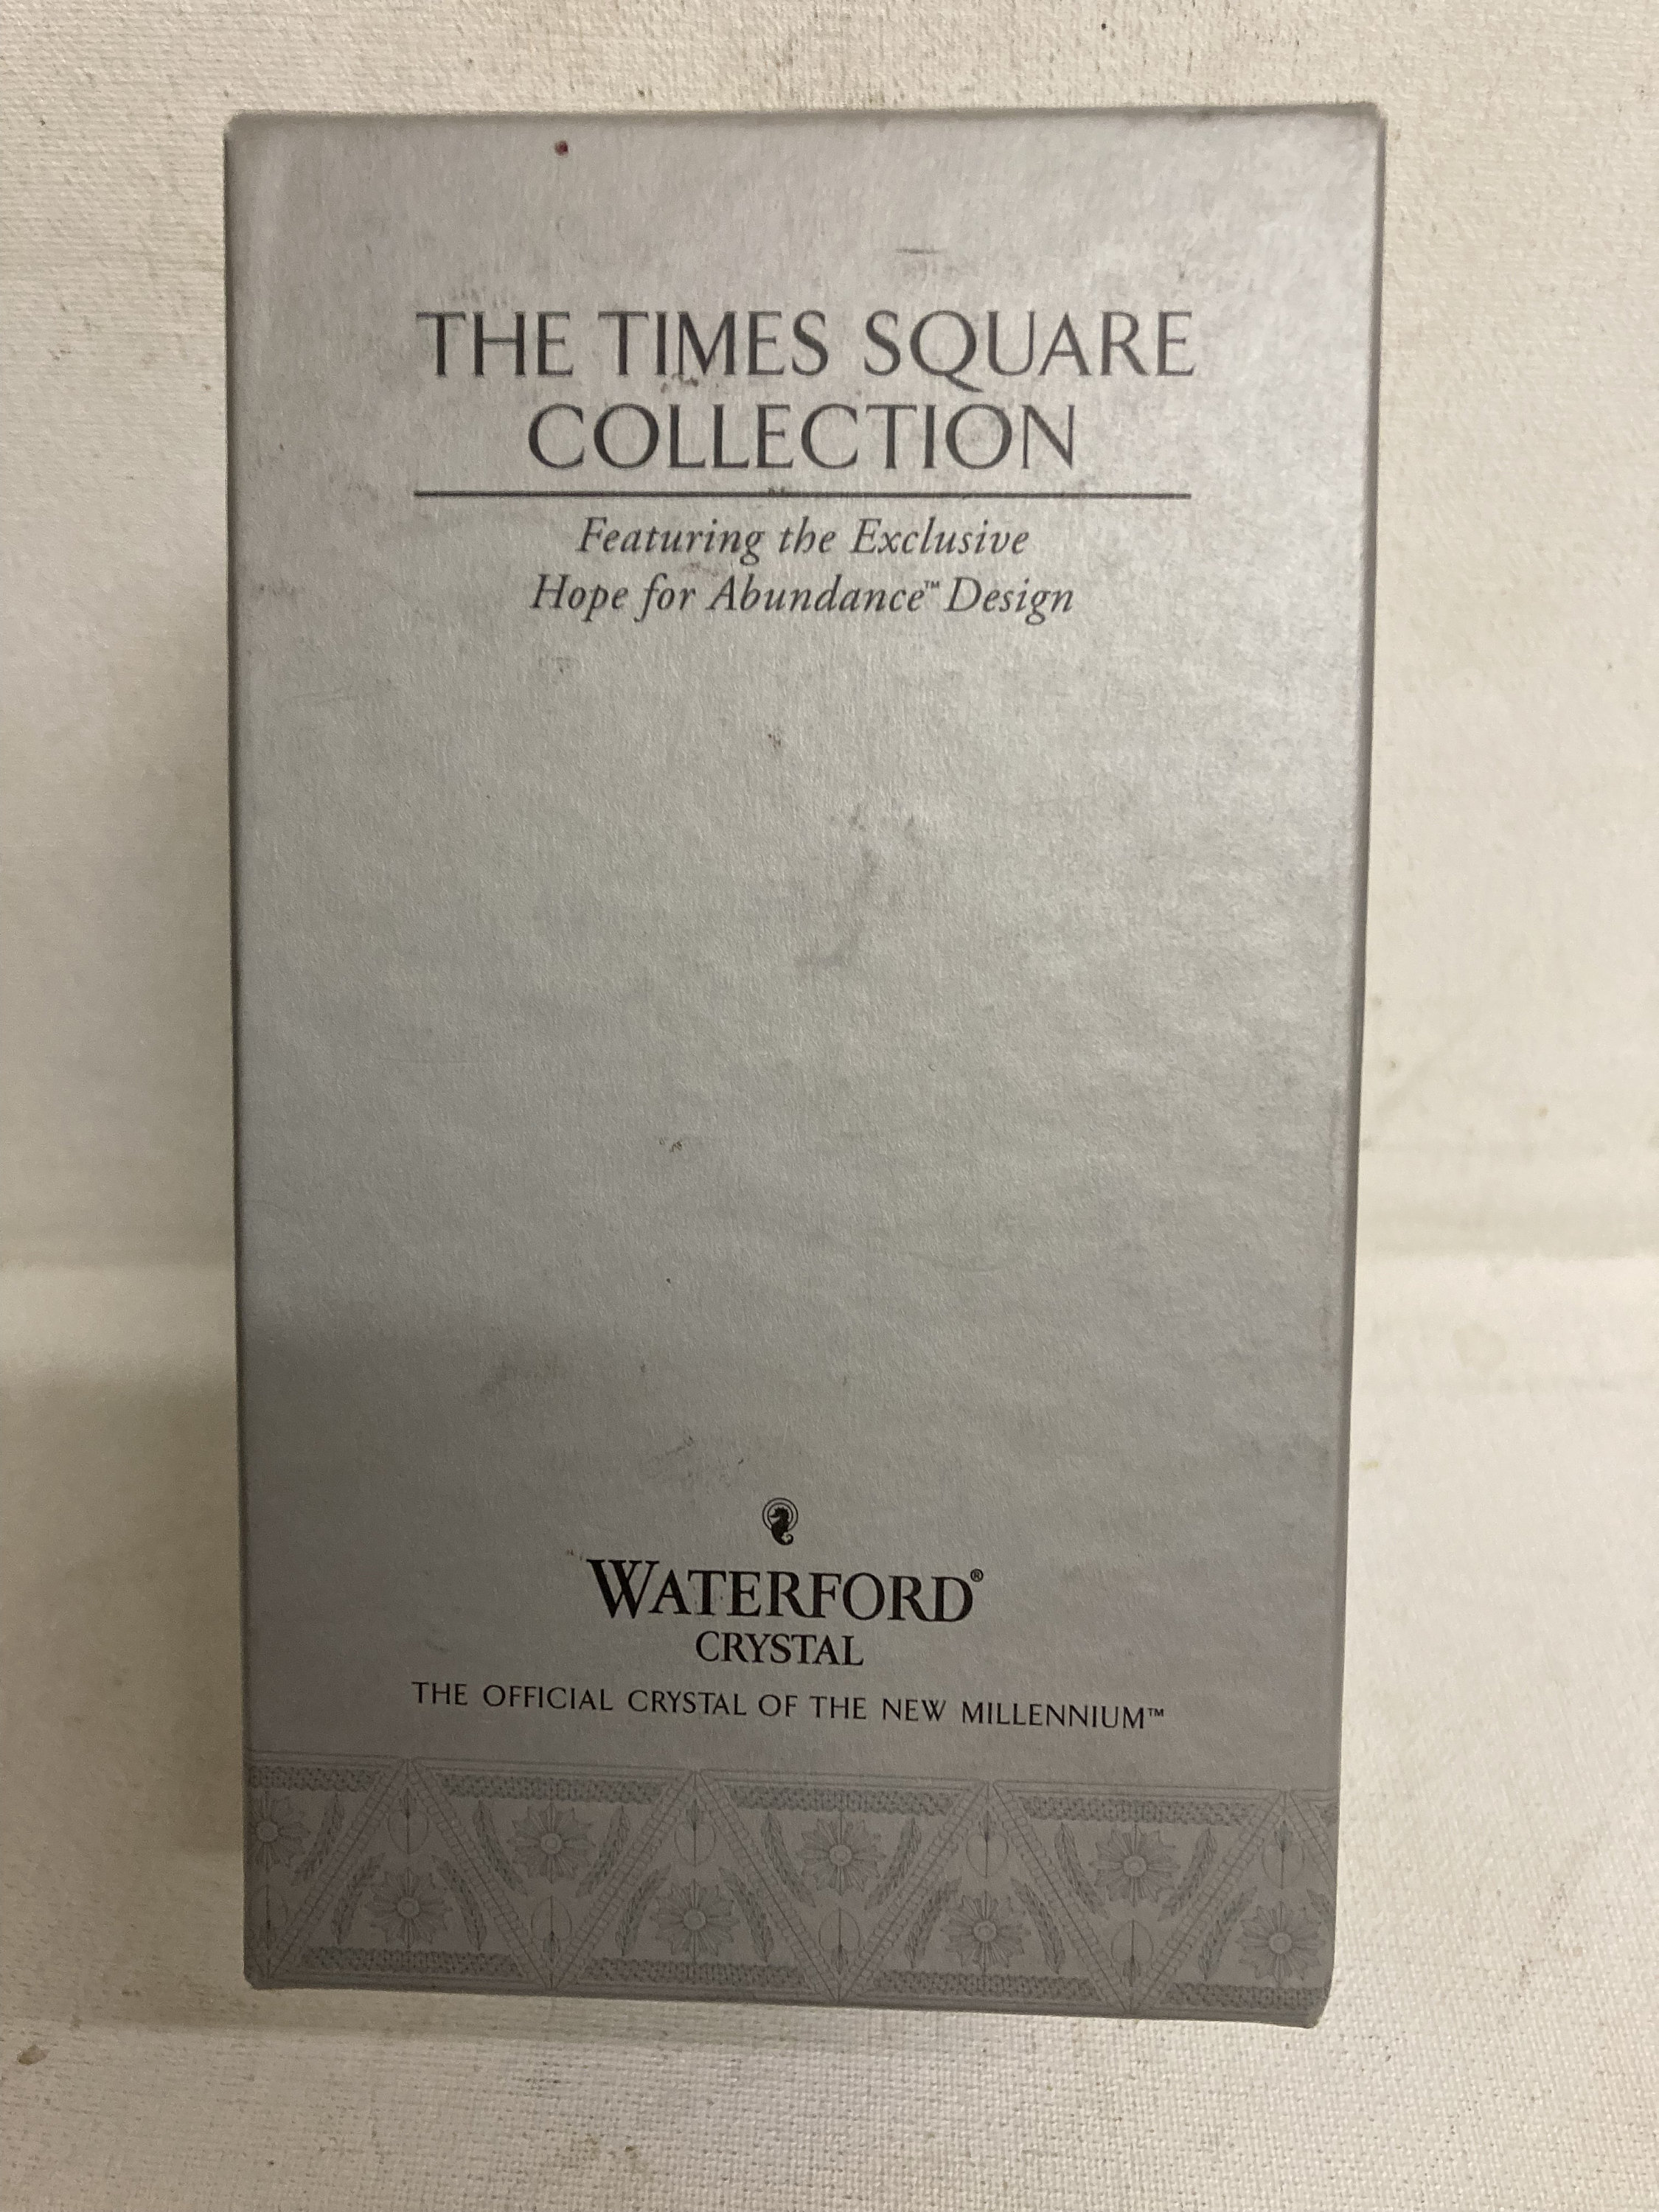 THE TIMES SQUARE
COLLECTION
Featuring the Exclusive
Hope for Abundance™ Design
WATERFORD®
CRYSTAL
THE OFFICIAL CRYSTAL OF THE NEW MILLENNIUM™